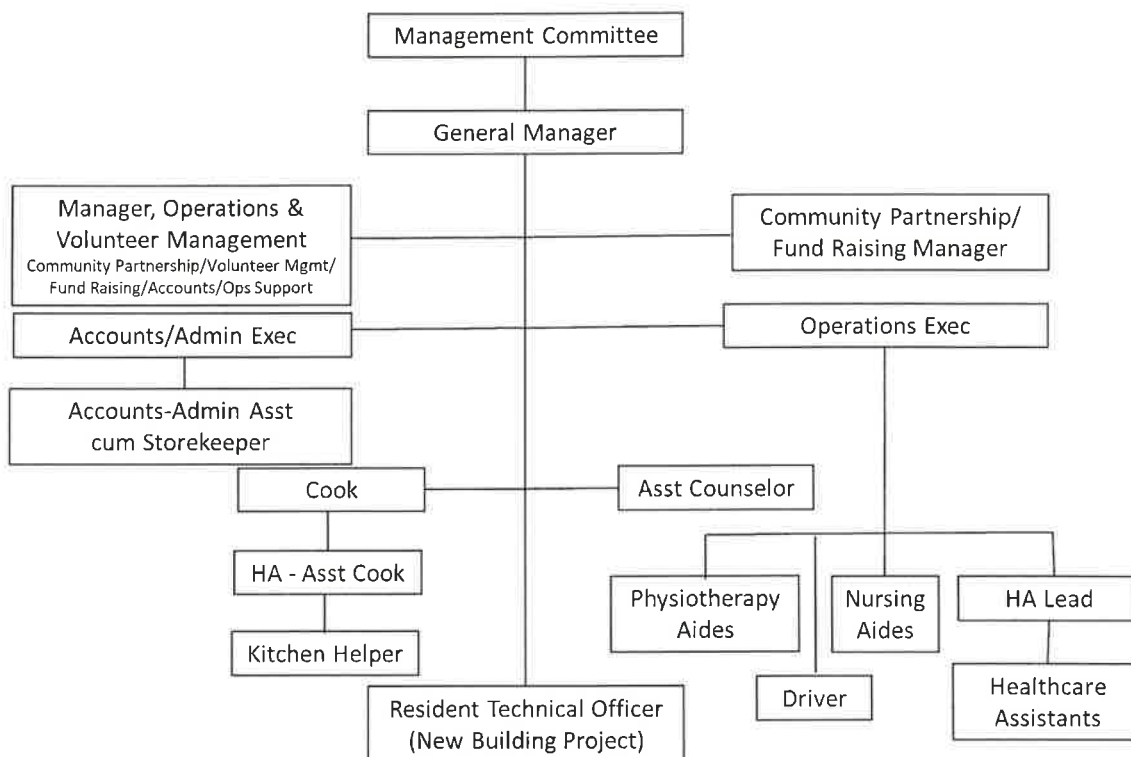 Management Committee
General Manager
Manager, Operations &
Volunteer Management
Community Partnership/Volunteer Mgmt/
Fund Raising/Accounts/Ops Support
Community Partnership/
Fund Raising Manager
Accounts/Admin Exec
Operations Exec
Accounts-Admin Asst
cum Storekeeper
Cook
Asst Counselor
HA - Asst Cook
Kitchen Helper
Physiotherapy
Aides
Nursing
Aides
HA Lead
Driver
Healthcare
Assistants
Resident Technical Officer
(New Building Project)